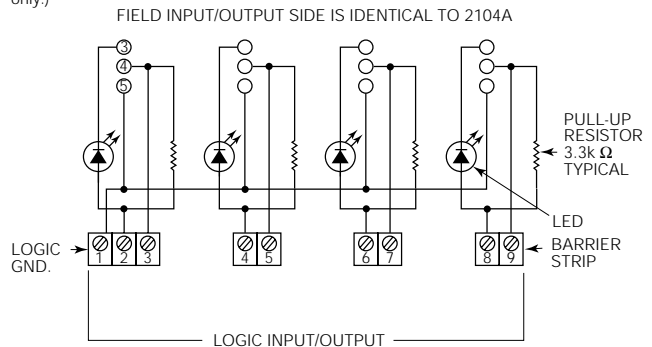 only.)
FIELD INPUT/OUTPUT SIDE IS IDENTICAL TO 2104A
3
4
5
PULL-UP
RESISTOR
3.3k Ω
TYPICAL
LED
LOGIC
GND.
1 2 3
4 5
6 7
8 9
BARRIER
STRIP
LOGIC INPUT/OUTPUT